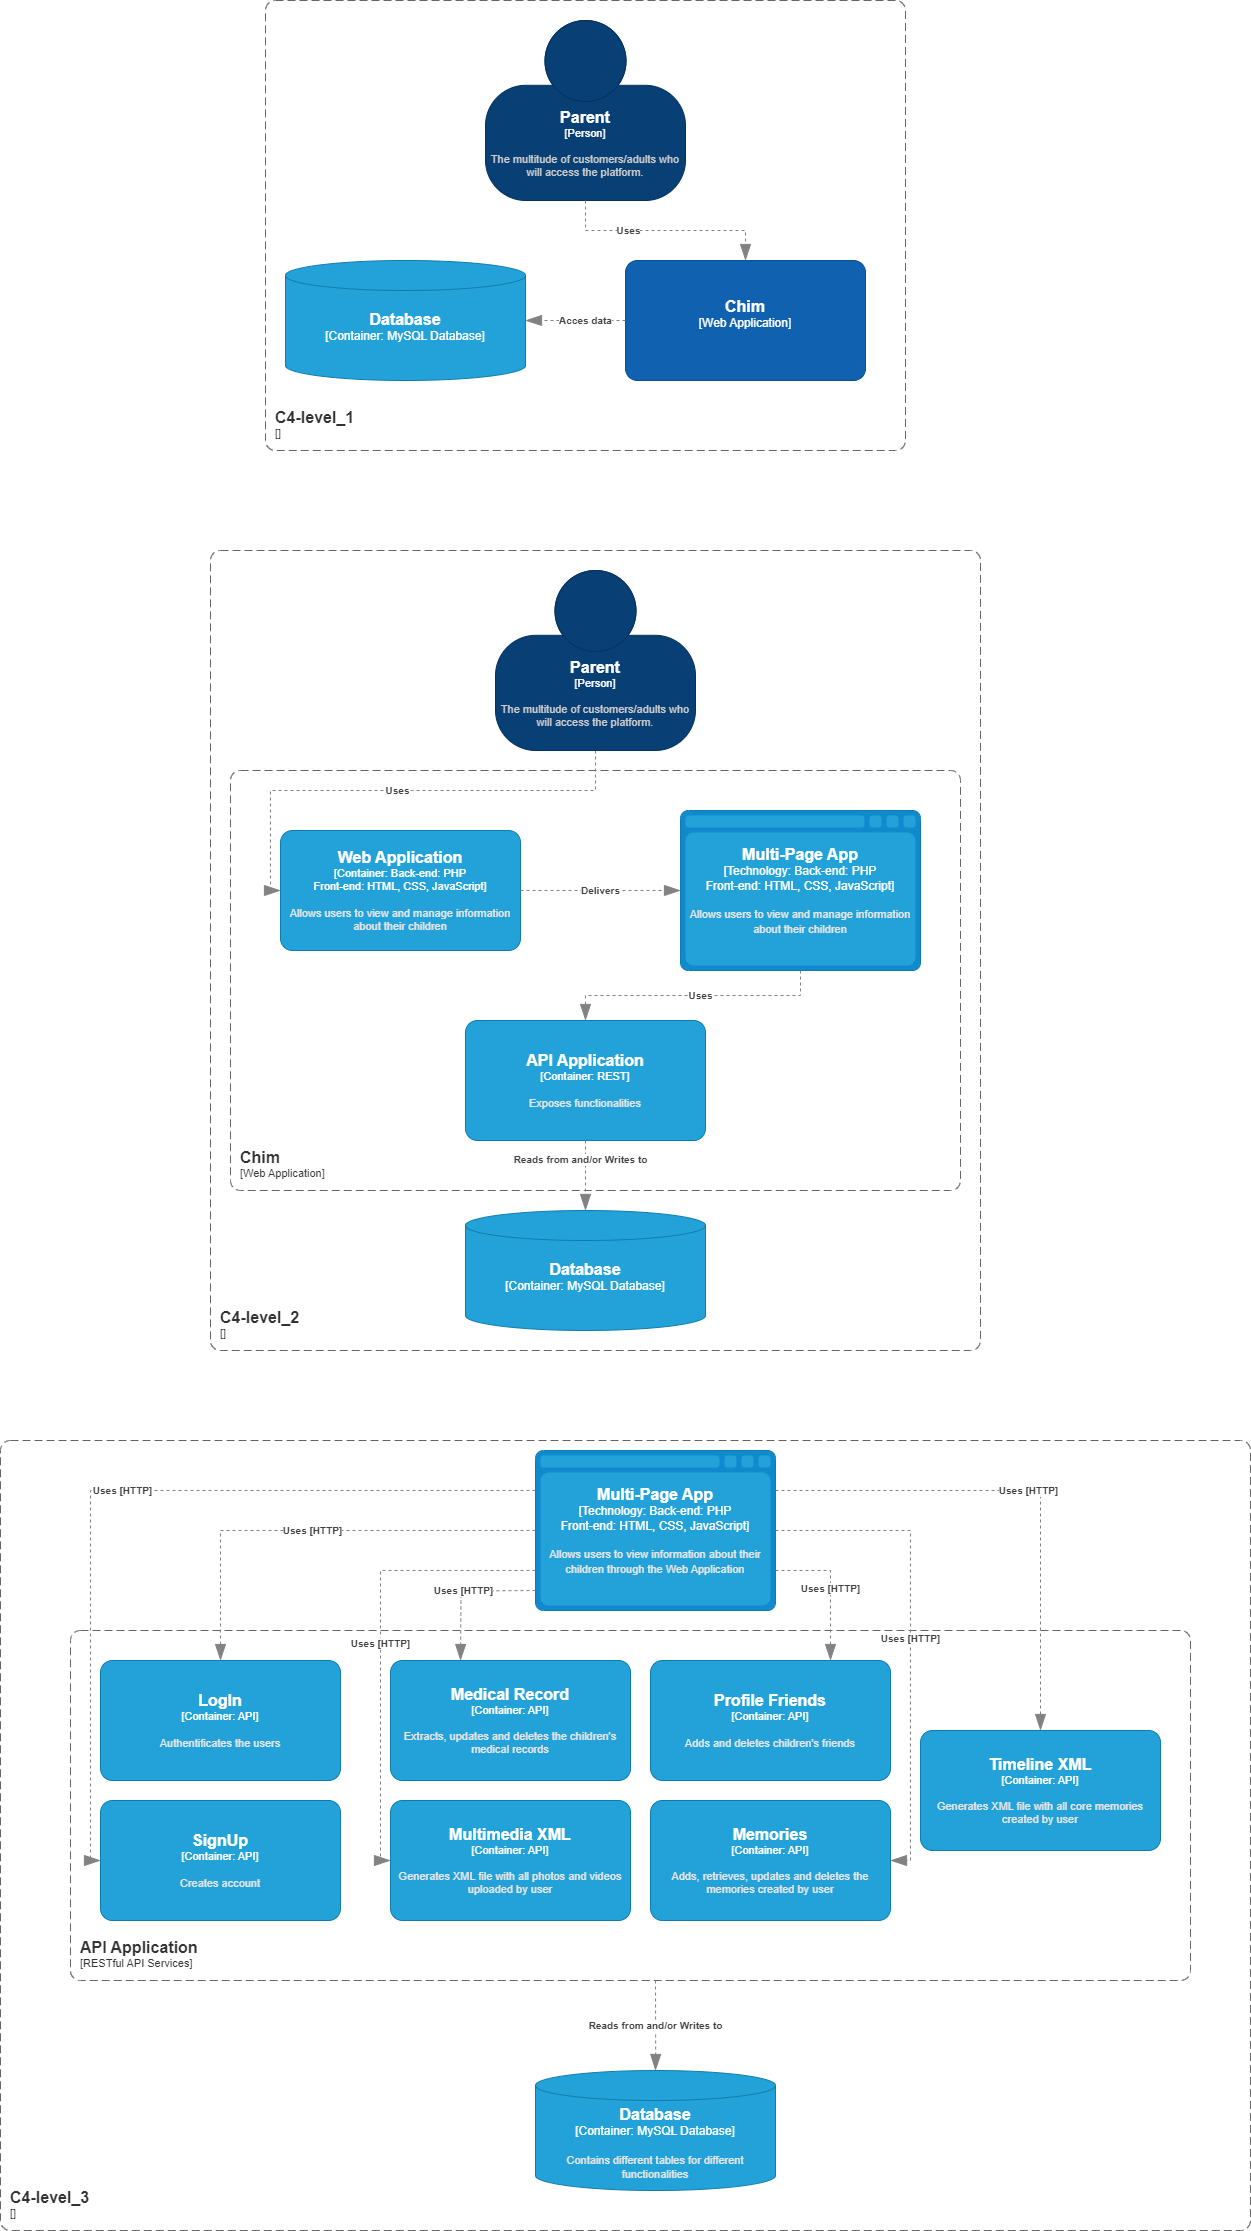 Parent
[Person]
The multitude of customers/adults who
will access the platform.
Uses
Database
[Container: MySQL Database]
Acces data
Chim
[Web Application]
C4-level_1
[]
Parent
[Person]
The multitude of customers/adults who
will access the platform.
Uses
Web Application
[Container: Back-end: PHP
Front-end: HTML, CSS, JavaScript]
Allows users to view and manage information
about their children
Delivers
Multi-Page App
[Technology: Back-end: PHP
Front-end: HTML, CSS, JavaScript]
Allows users to view and manage information
about their children
Uses
API Application
[Container: REST]
Exposes functionalities
Chim
[Web Application]
Reads from and/or Writes to
Database
[Container: MySQL Database]
C4-level_2
[]
Multi-Page App
[Technology: Back-end: PHP
Front-end: HTML, CSS, JavaScript]
Allows users to view information about their
children through the Web Application
Uses [HTTP]
Uses [HTTP]
Uses [HTTP]
Uses [HTTP]
Uses [HTTP]
Uses [HTTP]
Uses [HTTP]
LogIn
[Container: API]
Authentificates the users
Medical Record
[Container: API]
Extracts, updates and deletes the children's
medical records
Profile Friends
[Container: API]
Adds and deletes children's friends
Timeline XML
[Container: API]
Generates XML file with all core memories
created by user
SignUp
[Container: API]
Creates account
Multimedia XML
[Container: API]
Generates XML file with all photos and videos
uploaded by user
Memories
[Container: API]
Adds, retrieves, updates and deletes the
memories created by user
API Application
[RESTful API Services]
Reads from and/or Writes to
Database
[Container: MySQL Database]
Contains different tables for different
functionalities
C4-level_3
[]